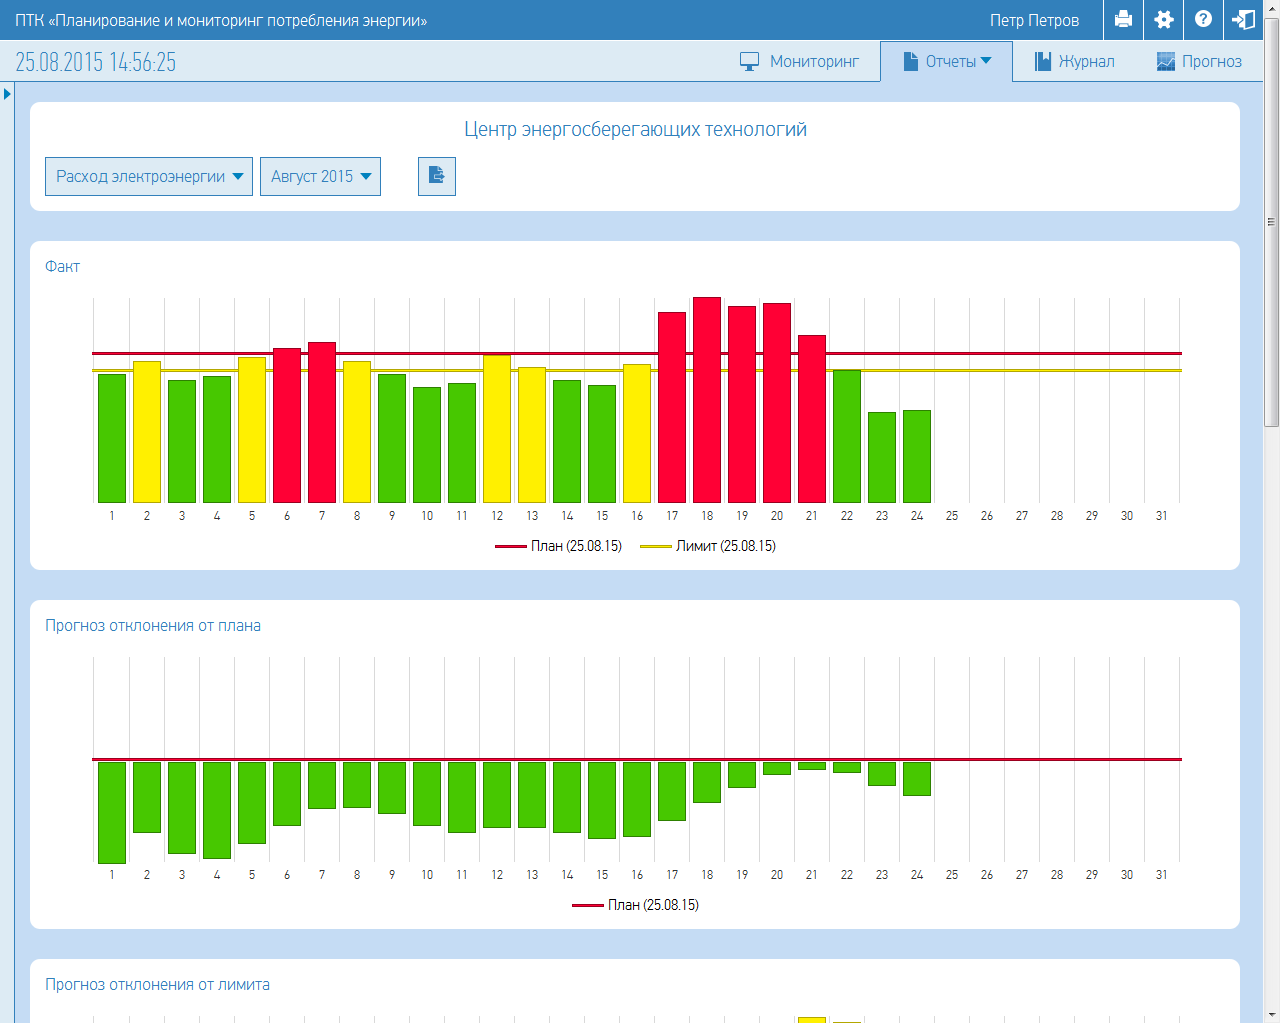 ПТК «Планирование и мониторинг потребления энергии»
Петр Петров
25.08.2015 14:56:25
Мониторинг
Отчеты
Журнал
Прогноз
Центр энергосберегающих технологий
Расход электроэнергии
Август 2015
Факт
1 2 3 4 5 6 7 8 9 10 11 12 13 14 15 16 17 18 19 20 21 22 23 24 25 26 27 28 29 30 31
План (25.08.15) Лимит (25.08.15)
Прогноз отклонения от плана
1 2 3 4 5 6 7 8 9 10 11 12 13 14 15 16 17 18 19 20 21 22 23 24 25 26 27 28 29 30 31
План (25.08.15)
Прогноз отклонения от лимита